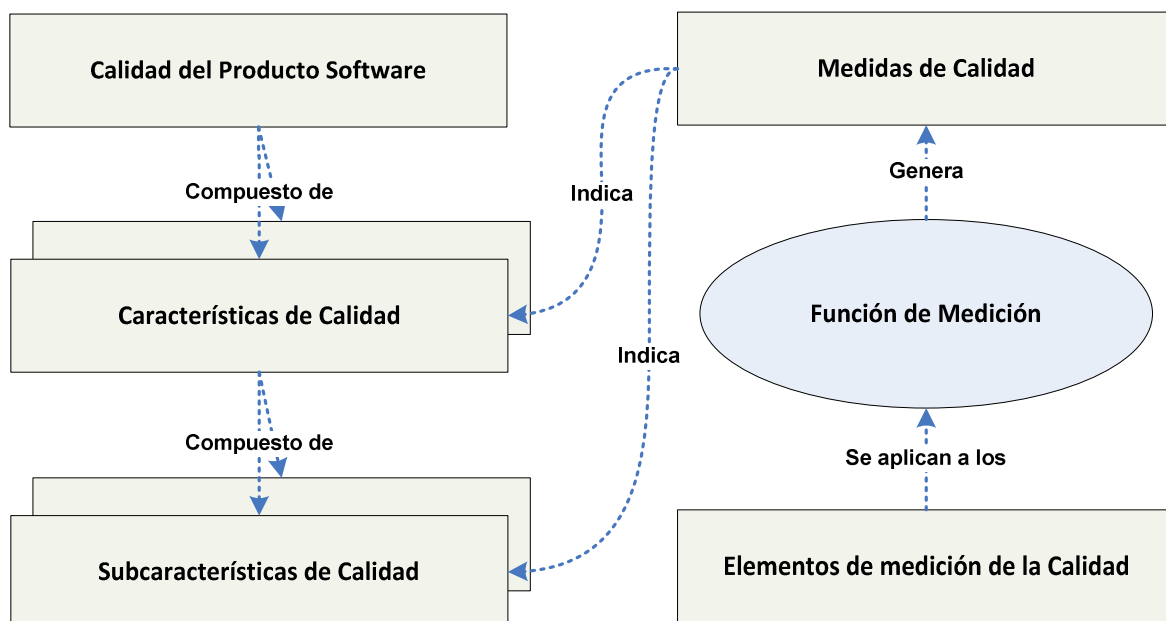 Calidad del Producto Software
Medidas de Calidad
Compuesto de
Indica
Genera
Características de Calidad
Función de Medición
Indica
Compuesto de
Se aplican a los
Subcaracterísticas de Calidad
Elementos de medición de la Calidad